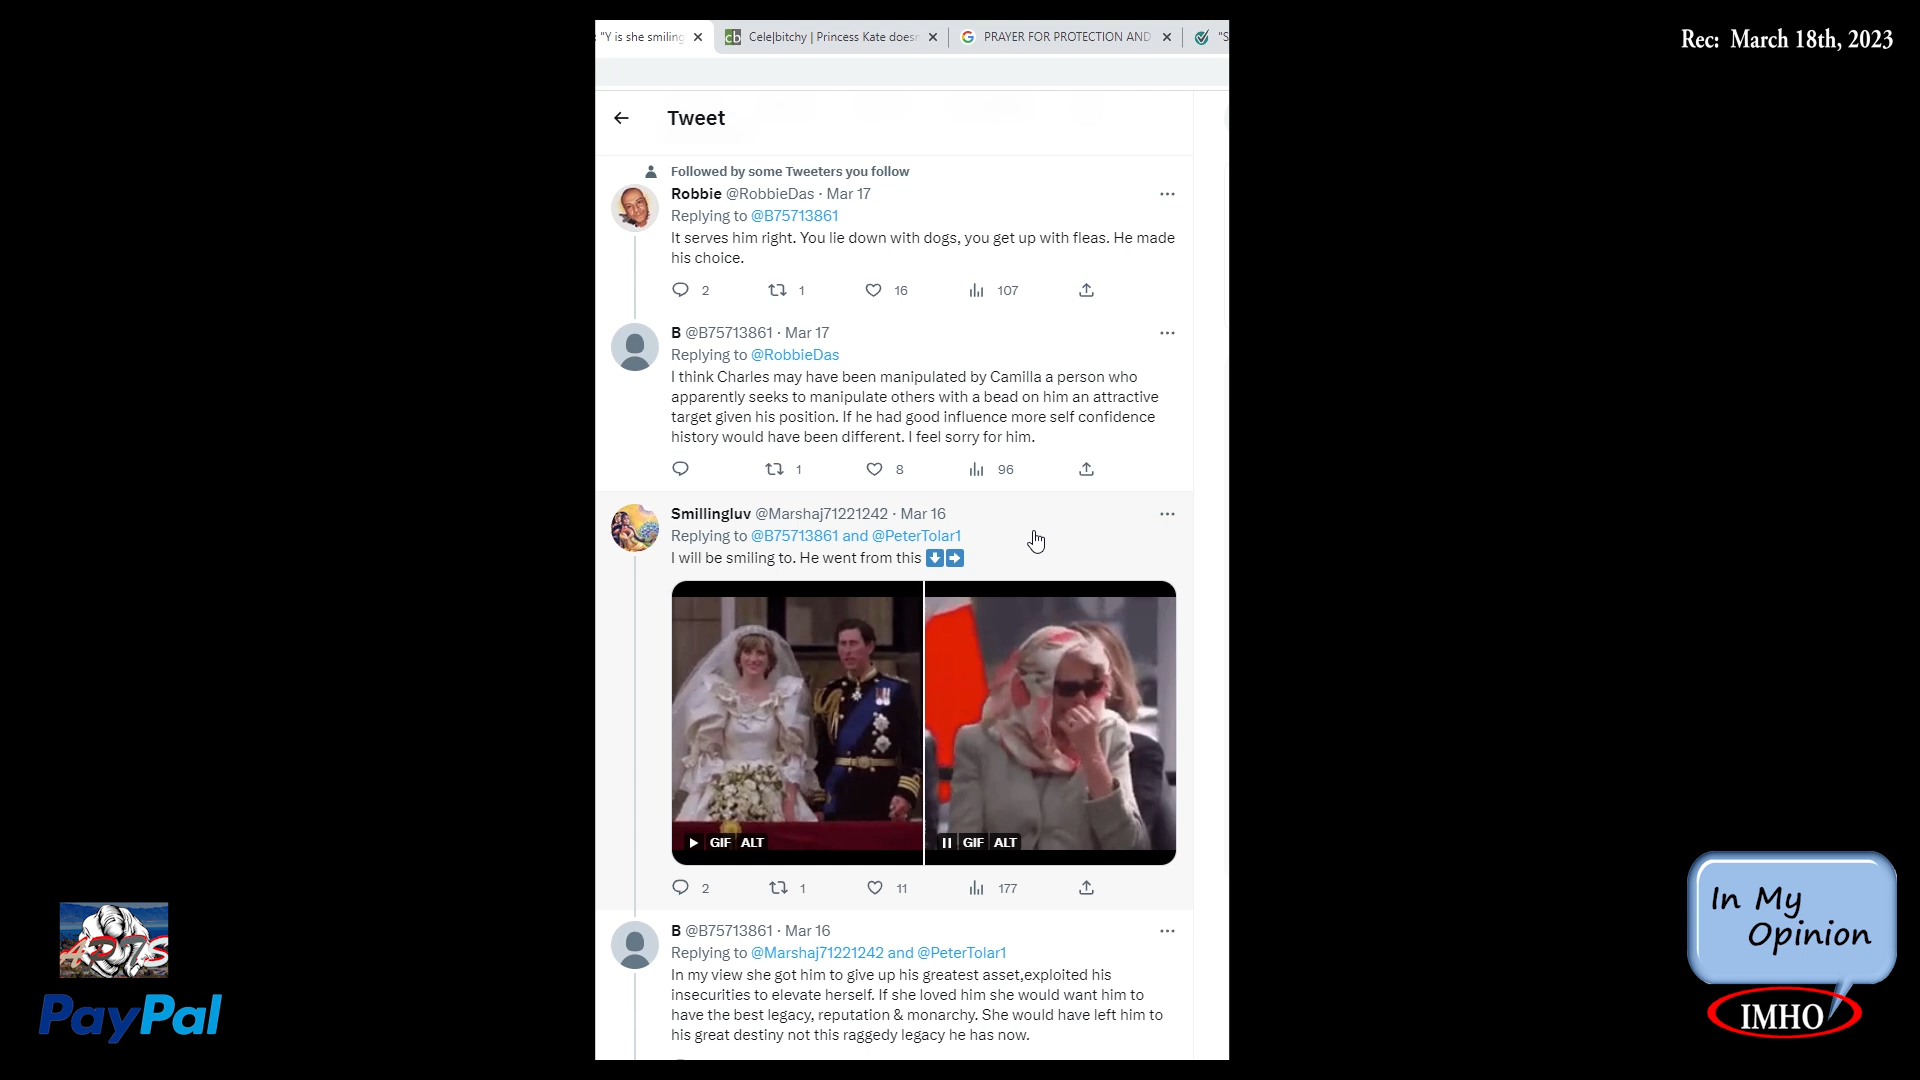 "Y is she smiling
Cele|bitchy | Princess Kate doesn
PRAYER FOR PROTECTION AND
"S
Rec: March 18th, 2023
Tweet
Followed by some Tweeters you follow
Robbie @RobbieDas · Mar 17
Replying to @B75713861
It serves him right. You lie down with dogs, you get up with fleas. He made
his choice.
2 1 16 107
B @B75713861 · Mar 17
Replying to @RobbieDas
I think Charles may have been manipulated by Camilla a person who
apparently seeks to manipulate others with a bead on him an attractive
target given his position. If he had good influence more self confidence
history would have been different. I feel sorry for him.
1 8 96
Smillingluv @Marshaj71221242 · Mar 16
Replying to @B75713861 and @PeterTolar1
I will be smiling to. He went from this ⬇️➡️
GIF ALT
GIF ALT
2 1 11 177
B @B75713861 · Mar 16
Replying to @Marshaj71221242 and @PeterTolar1
In my view she got him to give up his greatest asset,exploited his
insecurities to elevate herself. If she loved him she would want him to
have the best legacy, reputation & monarchy. She would have left him to
his great destiny not this raggedy legacy he has now.
PayPal
In My
Opinion
IMHO